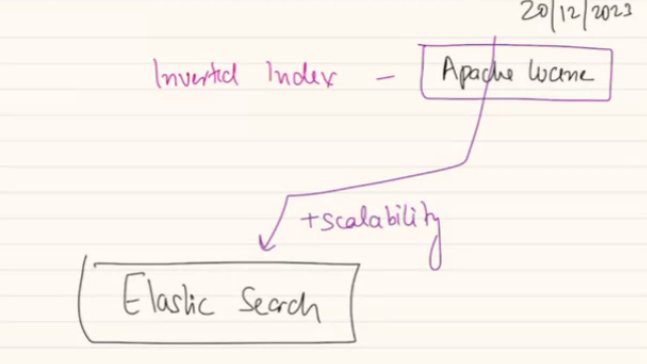 20/12/2023
Inverted Index - Apache Lucene
+scalability
Elastic Search